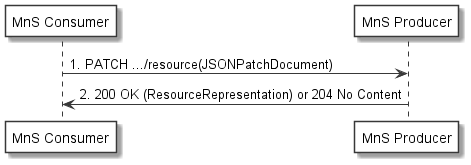 MnS Consumer
MnS Producer
1. PATCH .../resource(JSONPatchDocument)
2. 200 OK (ResourceRepresentation) or 204 No Content
MnS Consumer
MnS Producer